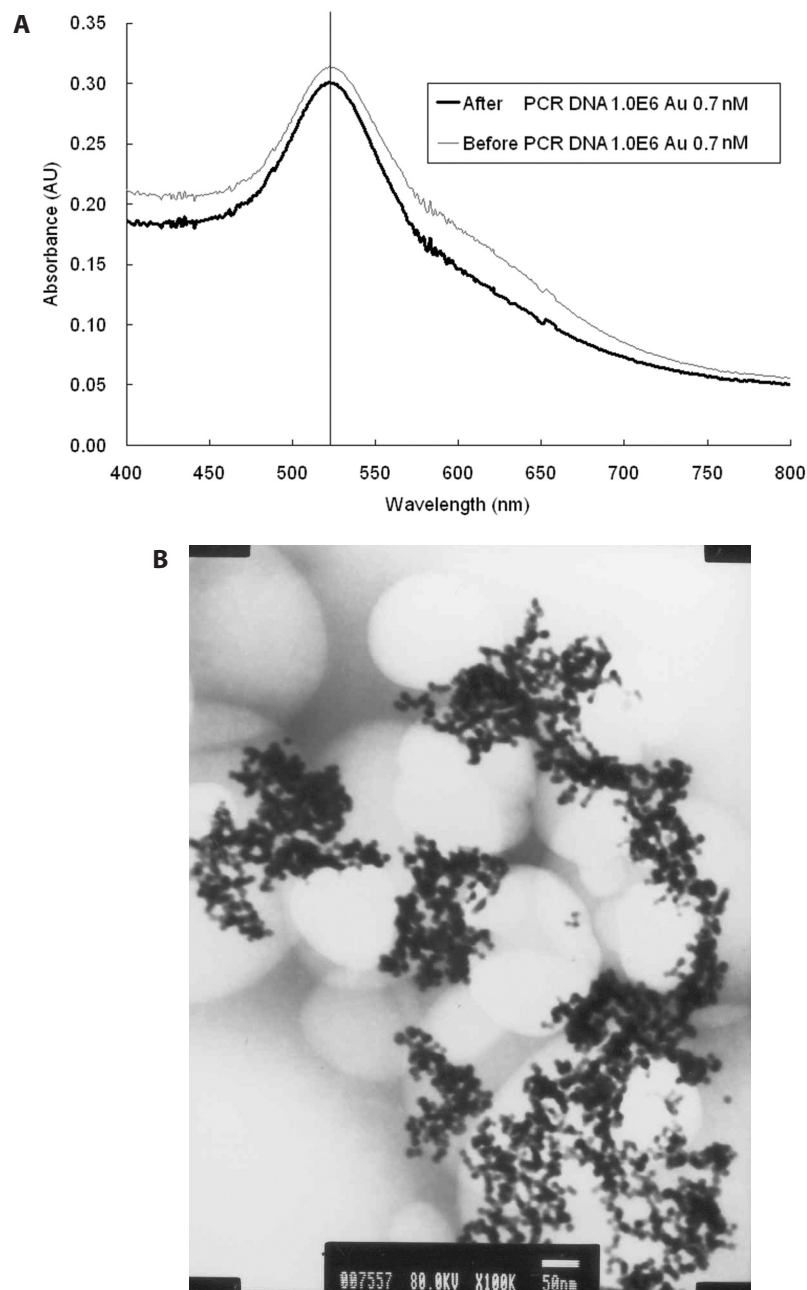 A
0.35
0.30
0.25
0.20
0.15
0.10
0.05
0.00
Absorbance (AU)
After PCR DNA 1.0E6 Au 0.7 nM
Before PCR DNA 1.0E6 Au 0.7 nM
400 450 500 550 600 650 700 750 800
Wavelength (nm)
B
007557 80.0KV X100K 50nm